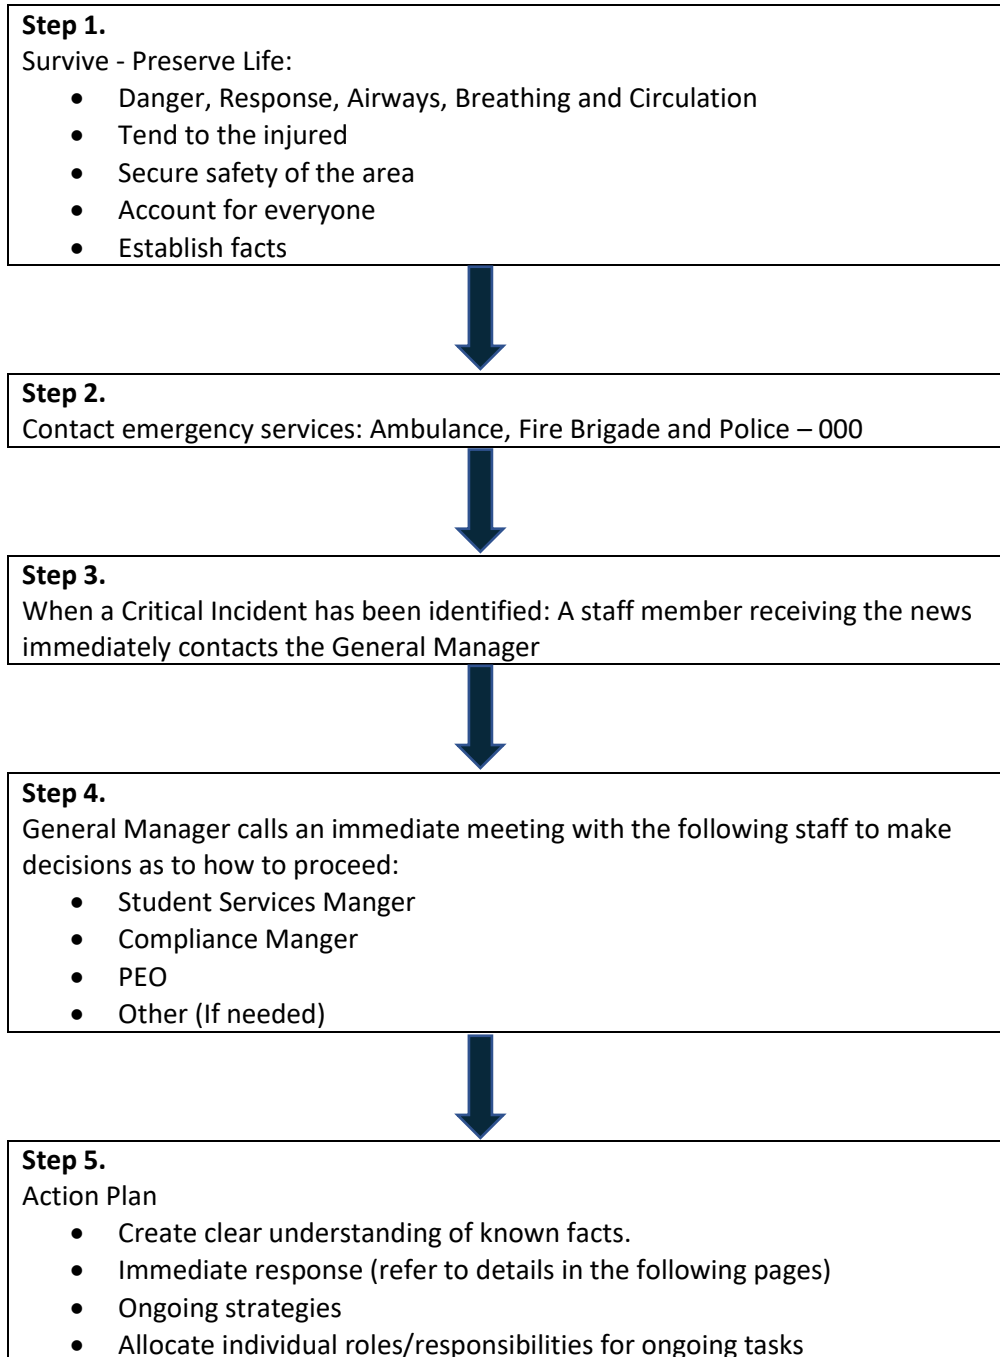 Step 1.
Survive - Preserve Life:
• Danger, Response, Airways, Breathing and Circulation
• Tend to the injured
• Secure safety of the area
• Account for everyone
• Establish facts
Step 2.
Contact emergency services: Ambulance, Fire Brigade and Police – 000
Step 3.
When a Critical Incident has been identified: A staff member receiving the news
immediately contacts the General Manager
Step 4.
General Manager calls an immediate meeting with the following staff to make
decisions as to how to proceed:
• Student Services Manger
• Compliance Manger
• PEO
• Other (If needed)
Step 5.
Action Plan
• Create clear understanding of known facts.
• Immediate response (refer to details in the following pages)
• Ongoing strategies
• Allocate individual roles/responsibilities for ongoing tasks